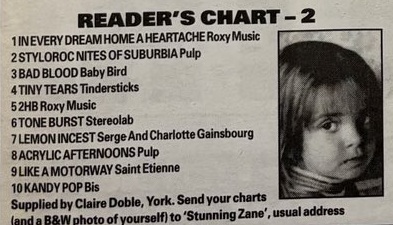 READER'S CHART – 2
1 IN EVERY DREAM HOME A HEARTACHE Roxy Music
2 STYLOROC NITES OF SUBURBIA Pulp
3 BAD BLOOD Baby Bird
4 TINY TEARS Tindersticks
5 2HB Roxy Music
6 TONE BURST Stereolab
7 LEMON INCEST Serge And Charlotte Gainsbourg
8 ACRYLIC AFTERNOONS Pulp
9 LIKE A MOTORWAY Saint Etienne
10 KANDY POP Bis
Supplied by Claire Doble, York. Send your charts
(and a B&W photo of yourself) to 'Stunning Zane', usual address